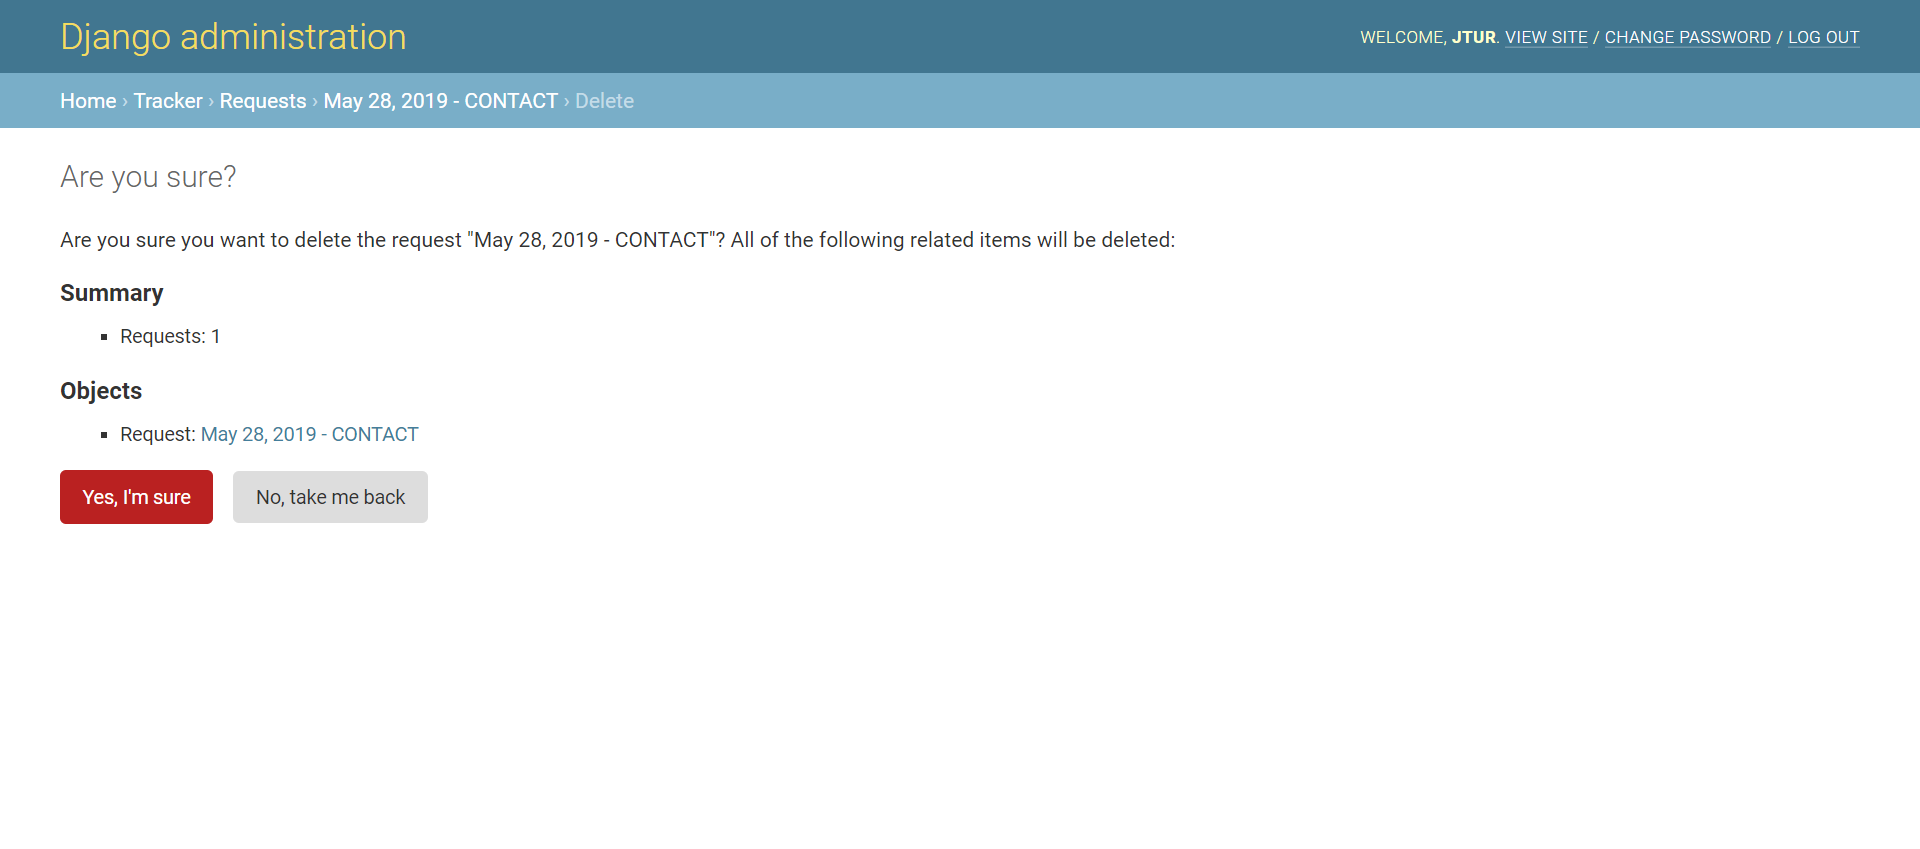 Django administration
WELCOME, JTUR. VIEW SITE / CHANGE PASSWORD / LOG OUT
Home › Tracker › Requests › May 28, 2019 - CONTACT › Delete
Are you sure?
Are you sure you want to delete the request "May 28, 2019 - CONTACT"? All of the following related items will be deleted:
Summary
Requests: 1
Objects
Request: May 28, 2019 - CONTACT
Yes, I'm sure
No, take me back